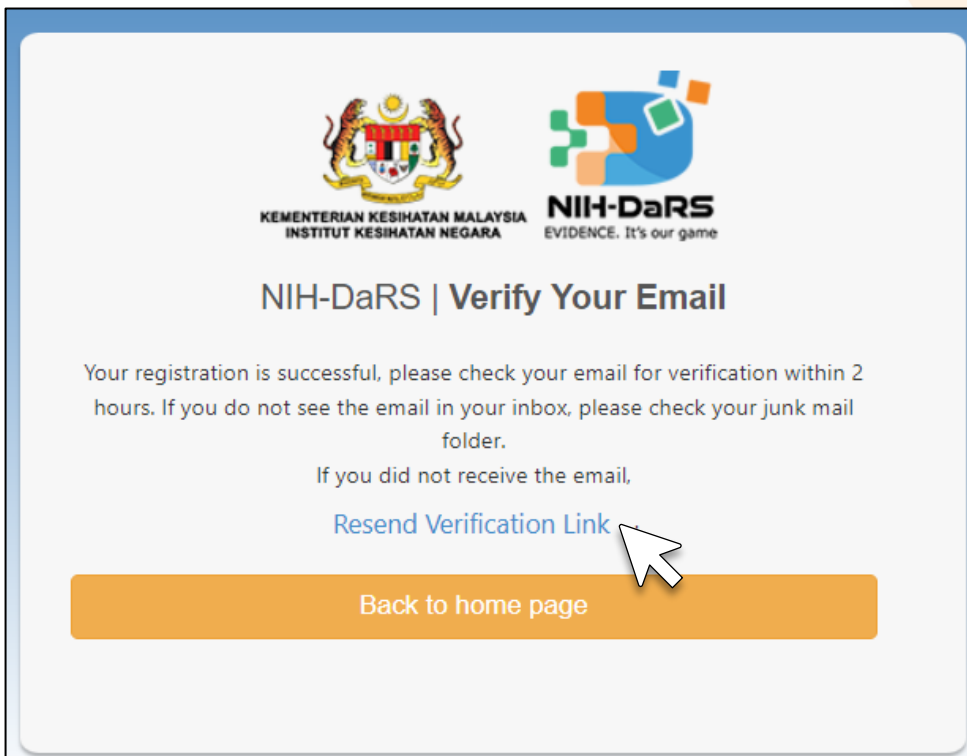 KEMENTERIAN KESIHATAN MALAYSIA
INSTITUT KESIHATAN NEGARA
NIH-DaRS
EVIDENCE. It's our game
NIH-DaRS | Verify Your Email
Your registration is successful, please check your email for verification within 2
hours. If you do not see the email in your inbox, please check your junk mail
folder.
If you did not receive the email,
Resend Verification Link .
Back to home page